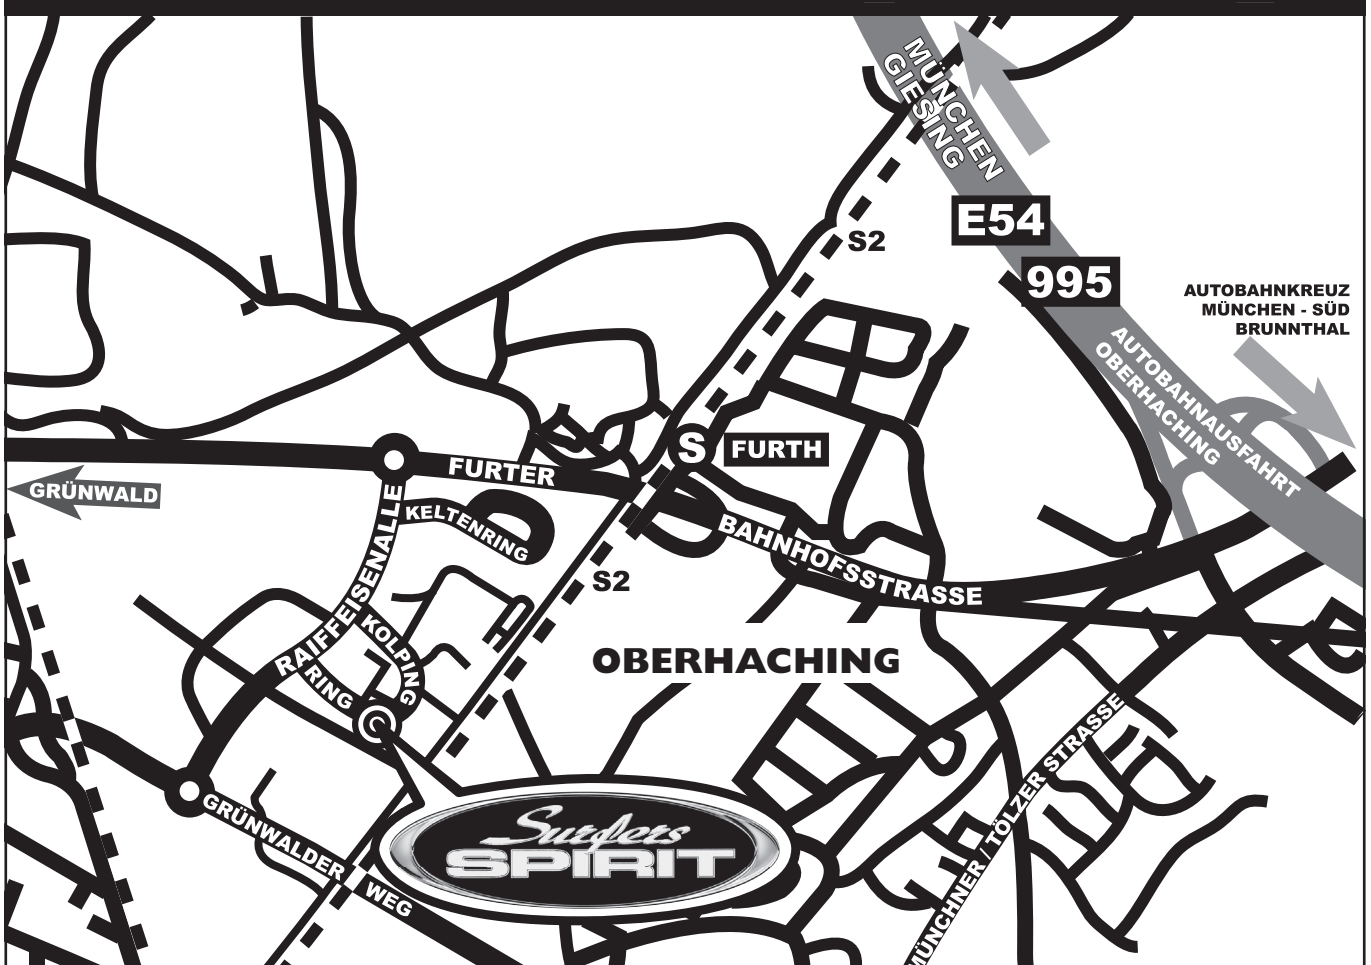 MÜNCHEN
GIESING
E54
S2
995
AUTOBAHNKREUZ
MÜNCHEN - SÜD
BRUNNTHAL
AUTOBAHNAUSFAHRT
OBERHACHING
S
FURTH
FURTER
GRÜNWALD
KELTENRING
RAIFFEISENALLE
BAHNHOFSSTRASSE
S2
KOLPING
RING
OBERHACHING
MÜNCHNER / TÖLZER STRASSE
GRÜNWALDER WEG
Surfers
SPIRIT